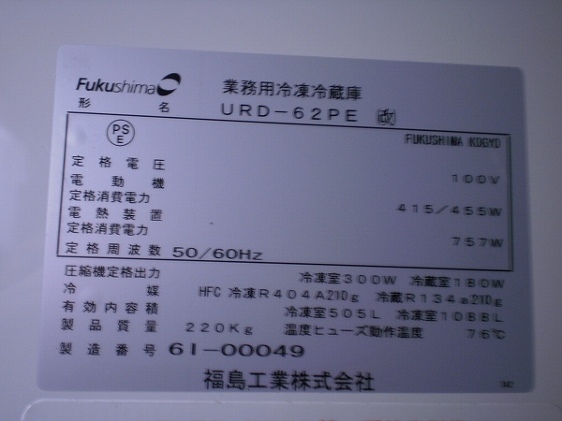 Fukushima
業務用冷凍冷蔵庫
形名 URD-62PE 改
PS E
FUKUSHIMA KOGYO
定格電圧 100V
電動機
定格消費電力 415/455W
電熱装置
定格消費電力 757W
定格周波数 50/60Hz
圧縮機定格出力 冷凍室300W 冷蔵室180W
冷媒 HFC 冷凍R404A210g 冷蔵R134a210g
有効内容積 冷凍室505L 冷蔵室1088L
製品質量 220Kg 温度ヒューズ動作温度 76℃
製造番号 61-00049
福島工業株式会社